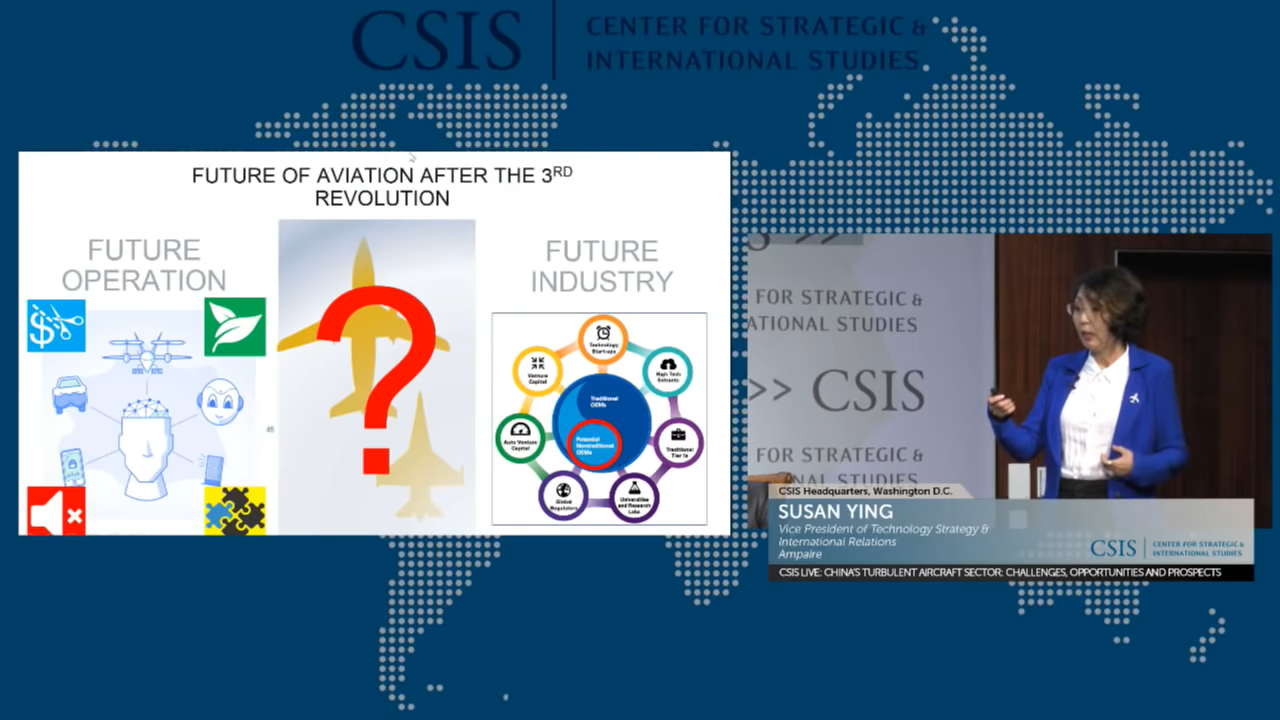 CSIS
CENTER FOR STRATEGIC &
INTERNATIONAL STUDIES
FUTURE OF AVIATION AFTER THE 3RD
REVOLUTION
FUTURE
OPERATION
?
FUTURE
INDUSTRY
Technology
Start-ups
Venture
Capital
High Tech
Entrants
Traditional
OEMs
Auto Venture
Capital
Potential
Nontraditional
OEMs
Traditional
Tier 1s
Global
Regulators
Universities
and Research
Labs
$
FOR STRATEGIC &
ATIONAL STUDIES
>> CSIS
FOR STRATEGIC &
NAL STUDIES
CSIS Headquarters, Washington D.C.
SUSAN YING
Vice President of Technology Strategy &
International Relations
Ampaire
CSIS
CENTER FOR STRATEGIC &
INTERNATIONAL STUDIES
CSIS LIVE: CHINA'S TURBULENT AIRCRAFT SECTOR: CHALLENGES, OPPORTUNITIES AND PROSPECTS